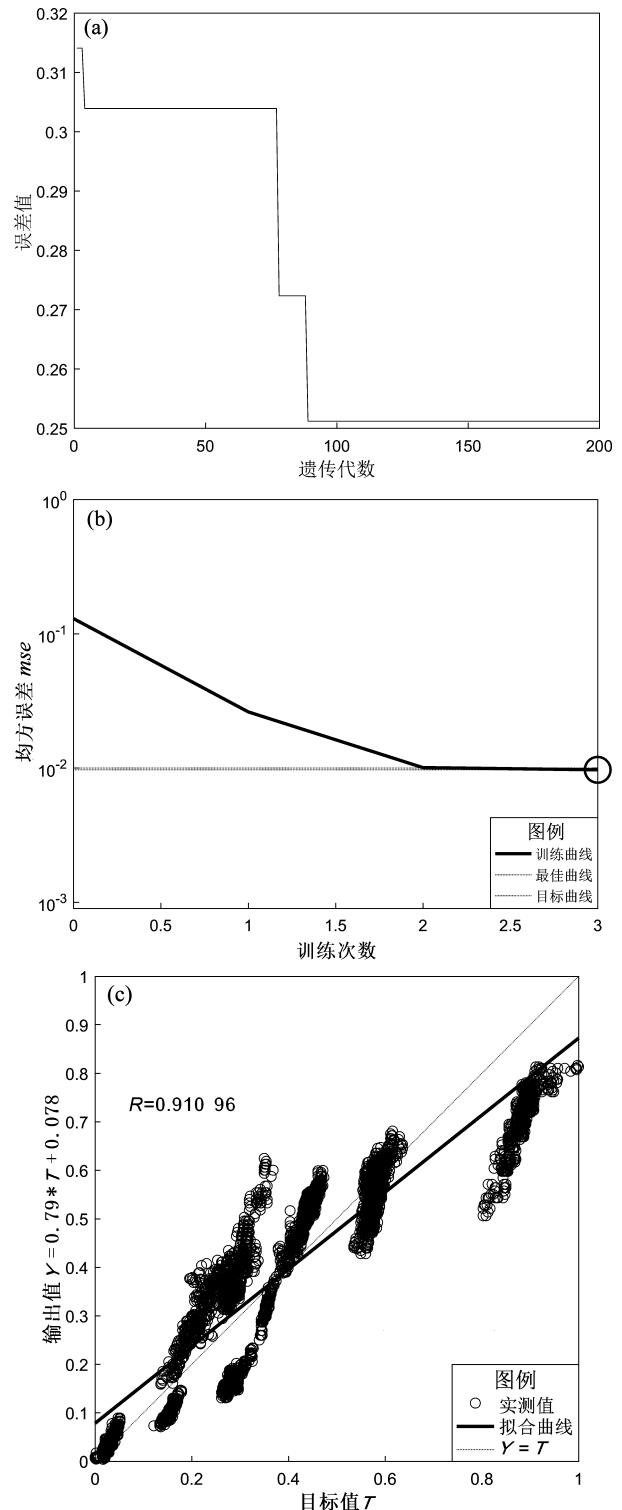 (a)
0.32
0.31
0.3
0.29
0.28
0.27
0.26
0.25
误差值
0 50 100 150 200
遗传代数
(b)
10^0
10^-1
10^-2
10^-3
均方误差 mse
图例
训练曲线
最佳曲线
目标曲线
0 0.5 1 1.5 2 2.5 3
训练次数
(c)
1
0.9
0.8
0.7
0.6
0.5
0.4
0.3
0.2
0.1
0
输出值 Y=0.79*T+0.078
R=0.910 96
图例
实测值
拟合曲线
Y = T
0 0.2 0.4 0.6 0.8 1
目标值 T